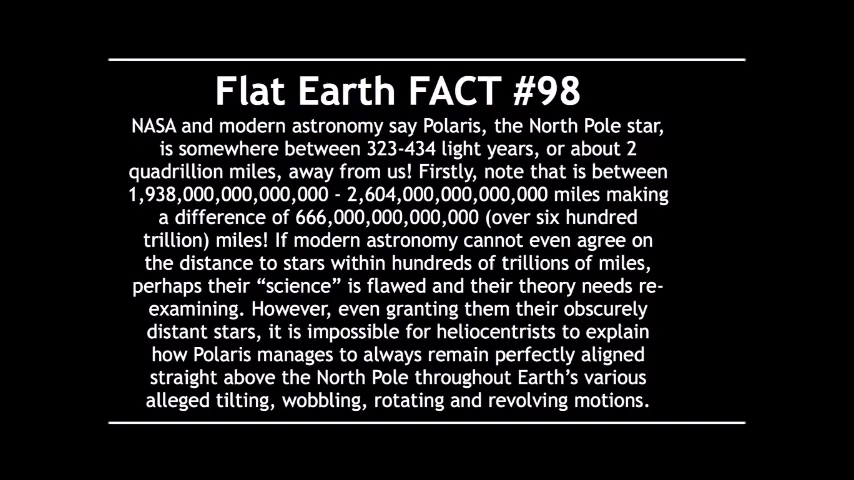 Flat Earth FACT #98
NASA and modern astronomy say Polaris, the North Pole star,
is somewhere between 323-434 light years, or about 2
quadrillion miles, away from us! Firstly, note that is between
1,938,000,000,000,000 - 2,604,000,000,000,000 miles making
a difference of 666,000,000,000,000 (over six hundred
trillion) miles! If modern astronomy cannot even agree on
the distance to stars within hundreds of trillions of miles,
perhaps their “science” is flawed and their theory needs re-
examining. However, even granting them their obscurely
distant stars, it is impossible for heliocentrists to explain
how Polaris manages to always remain perfectly aligned
straight above the North Pole throughout Earth’s various
alleged tilting, wobbling, rotating and revolving motions.